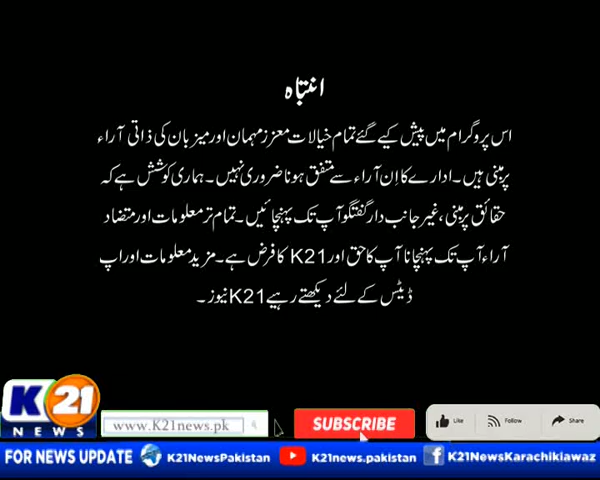 انتباہ
اس پروگرام میں پیش کیے گئے تمام خیالات معزز مہمان اور میزبان کی ذاتی آراء
پر مبنی ہیں۔ ادارے کا اِن آراء سے متفق ہونا ضروری نہیں۔ ہماری کوشش ہے کہ
حقائق پر مبنی، غیر جانب دار گفتگو آپ تک پہنچائیں۔ تمام تر معلومات اور متضاد
آراء آپ تک پہنچانا آپ کا حق اور K21 کا فرض ہے۔ مزید معلومات اور اپ
ڈیٹس کے لئے دیکھتے رہیے K21 نیوز۔
K21
NEWS
www.K21news.pk
SUBSCRIBE
Like
Follow
Share
FOR NEWS UPDATE
K21NewsPakistan
K21news.pakistan
K21NewsKarachikiawaz